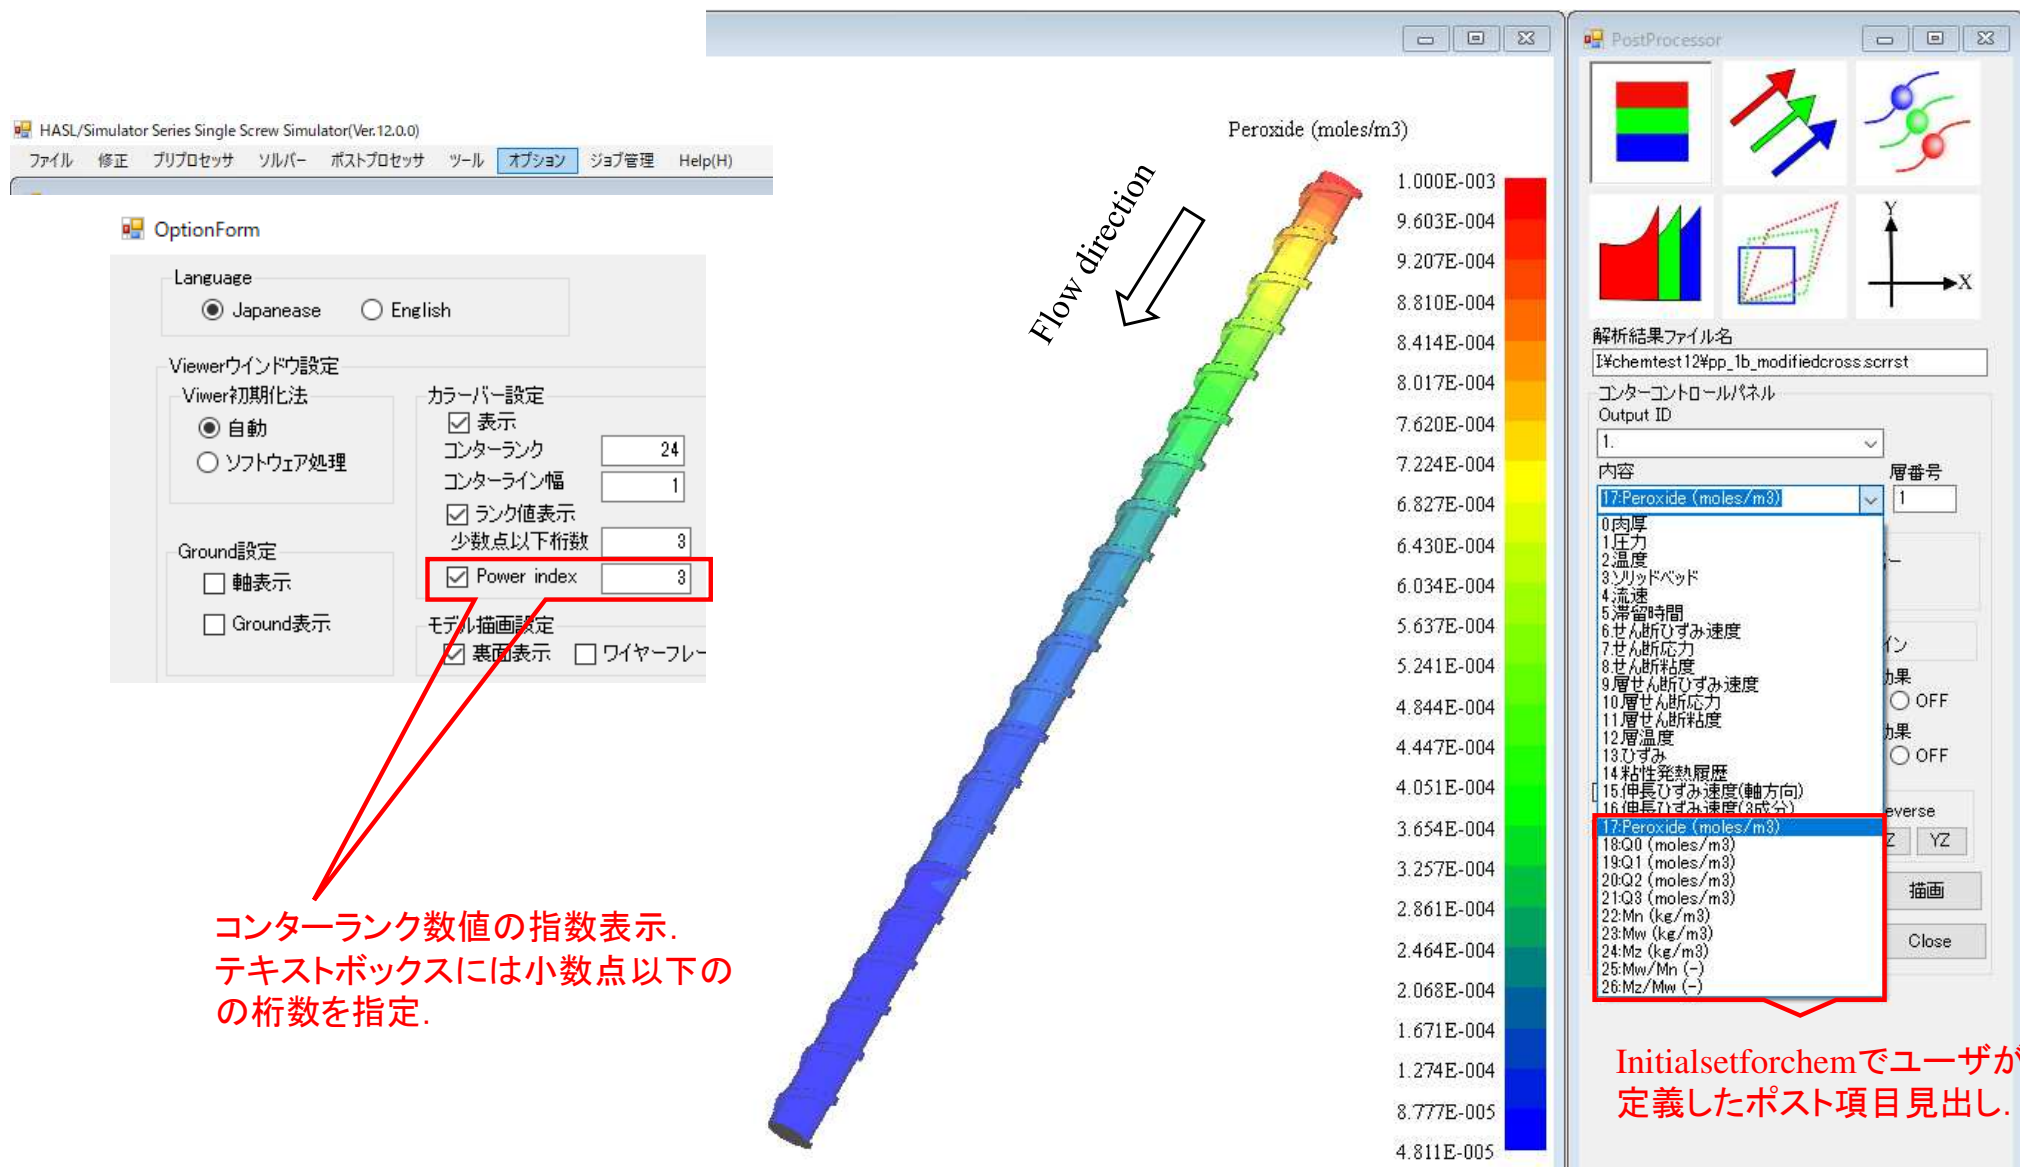 HASL/Simulator Series Single Screw Simulator(Ver.12.0.0)
ファイル 修正 プリプロセッサ ソルバー ポストプロセッサ ツール オプション ジョブ管理 Help(H)
OptionForm
Language
Japanease English
Viewerウインドウ設定
Viwer初期化法
自動
ソフトウェア処理
カラーバー設定
表示
コンターランク 24
コンターライン幅 1
ランク値表示
少数点以下桁数 3
Power index 3
Ground設定
軸表示
Ground表示
モデル描画設定
裏面表示 ワイヤーフレー
コンターランク数値の指数表示.
テキストボックスには小数点以下の
の桁数を指定.
Flow direction
Peroxide (moles/m3)
1.000E-003
9.603E-004
9.207E-004
8.810E-004
8.414E-004
8.017E-004
7.620E-004
7.224E-004
6.827E-004
6.430E-004
6.034E-004
5.637E-004
5.241E-004
4.844E-004
4.447E-004
4.051E-004
3.654E-004
3.257E-004
2.861E-004
2.464E-004
2.068E-004
1.671E-004
1.274E-004
8.777E-005
4.811E-005
PostProcessor
Y
X
解析結果ファイル名
I:¥chemtest12¥pp_1b_modifiedcross.scrrst
コンターコントロールパネル
Output ID
1.
内容 層番号
17:Peroxide (moles/m3) 1
0.肉厚
1.圧力
2.温度
3.ソリッドベッド
4.流速
5.滞留時間
6.せん断ひずみ速度
7.せん断応力
8.せん断粘度
9.層せん断ひずみ速度
10.層せん断応力
11.層せん断粘度
12.層温度
13.ひずみ
14.粘性発熱履歴
15.伸長ひずみ速度(軸方向)
16.伸長ひずみ速度(3成分)
17:Peroxide (moles/m3)
18:Q0 (moles/m3)
19:Q1 (moles/m3)
20:Q2 (moles/m3)
21:Q3 (moles/m3)
22:Mn (kg/m3)
23:Mw (kg/m3)
24:Mz (kg/m3)
25:Mw/Mn (-)
26:Mz/Mw (-)
イン
効果
OFF
効果
OFF
everse
Z YZ
描画
Close
Initialsetforchemでユーザが
定義したポスト項目見出し.